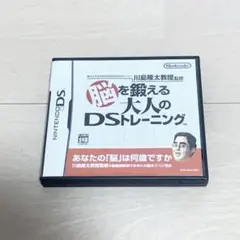 Nintendo
川島隆太教授監修
脳を鍛える
大人の
DSトレーニング
NINTENDO DS
あなたの「脳」は何歳ですか